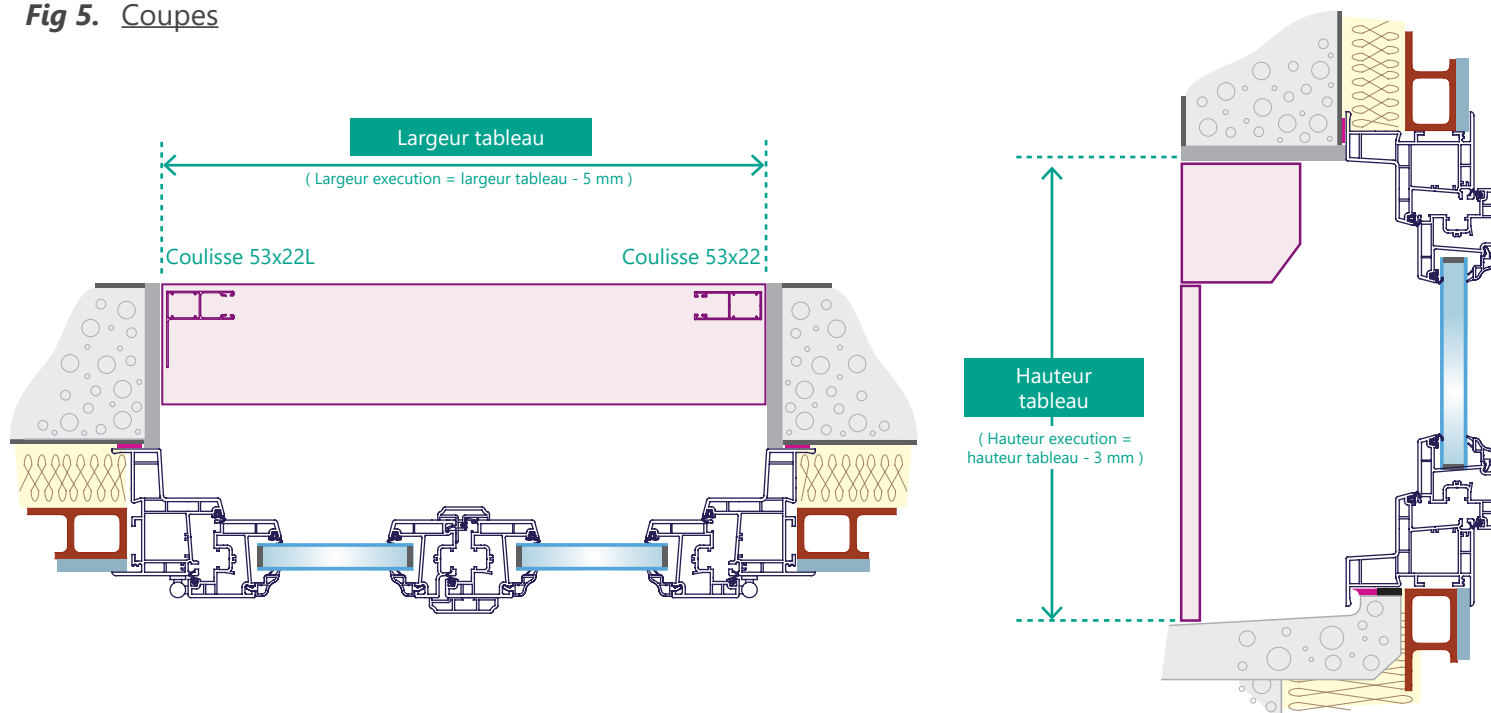 Fig 5. Coupes
Largeur tableau
( Largeur execution = largeur tableau - 5 mm )
Coulisse 53x22L
Coulisse 53x22
Hauteur
tableau
( Hauteur execution =
hauteur tableau - 3 mm )